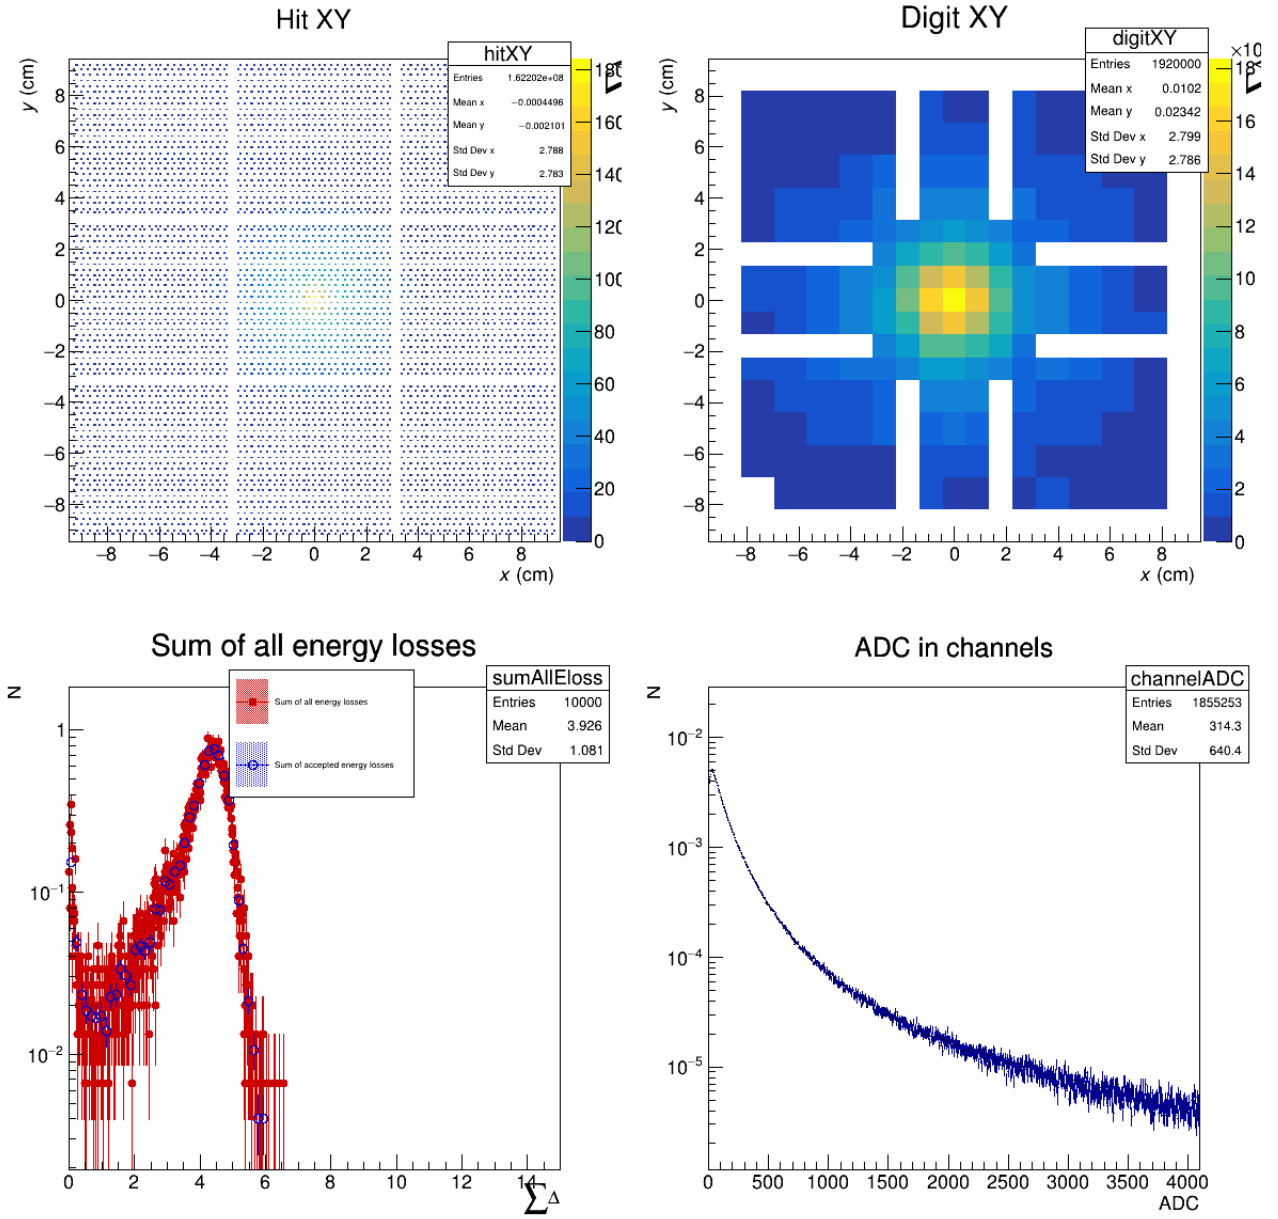 Hit XY
hitXY
Entries 1.62202e+08
Mean x −0.0004496
Mean y −0.002101
Std Dev x 2.788
Std Dev y 2.783
y (cm)
8
6
4
2
0
−2
−4
−6
−8
−8 −6 −4 −2 0 2 4 6 8
x (cm)
160
140
120
100
80
60
40
20
0
Digit XY
digitXY
Entries 1920000
Mean x 0.0102
Mean y 0.02342
Std Dev x 2.799
Std Dev y 2.786
y (cm)
8
6
4
2
0
−2
−4
−6
−8
−8 −6 −4 −2 0 2 4 6 8
x (cm)
×10
18
16
14
12
10
8
6
4
2
0
Sum of all energy losses
sumAllEloss
Entries 10000
Mean 3.926
Std Dev 1.081
Sum of all energy losses
Sum of accepted energy losses
N
1
10−1
10−2
0 2 4 6 8 10 12 14
∑Δ
ADC in channels
channelADC
Entries 1855253
Mean 314.3
Std Dev 640.4
N
10−2
10−3
10−4
10−5
0 500 1000 1500 2000 2500 3000 3500 4000
ADC